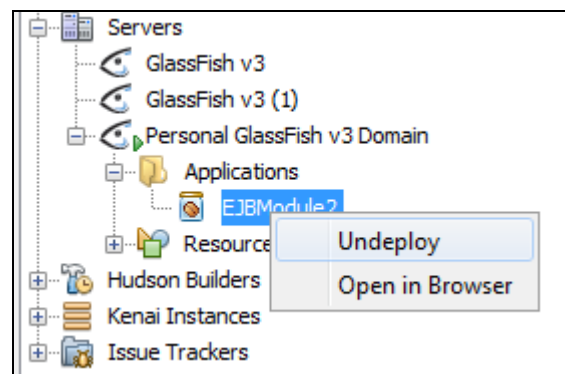 Servers
GlassFish v3
GlassFish v3 (1)
Personal GlassFish v3 Domain
Applications
EJBModule2
Resource
Undeploy
Hudson Builders
Open in Browser
Kenai Instances
Issue Trackers